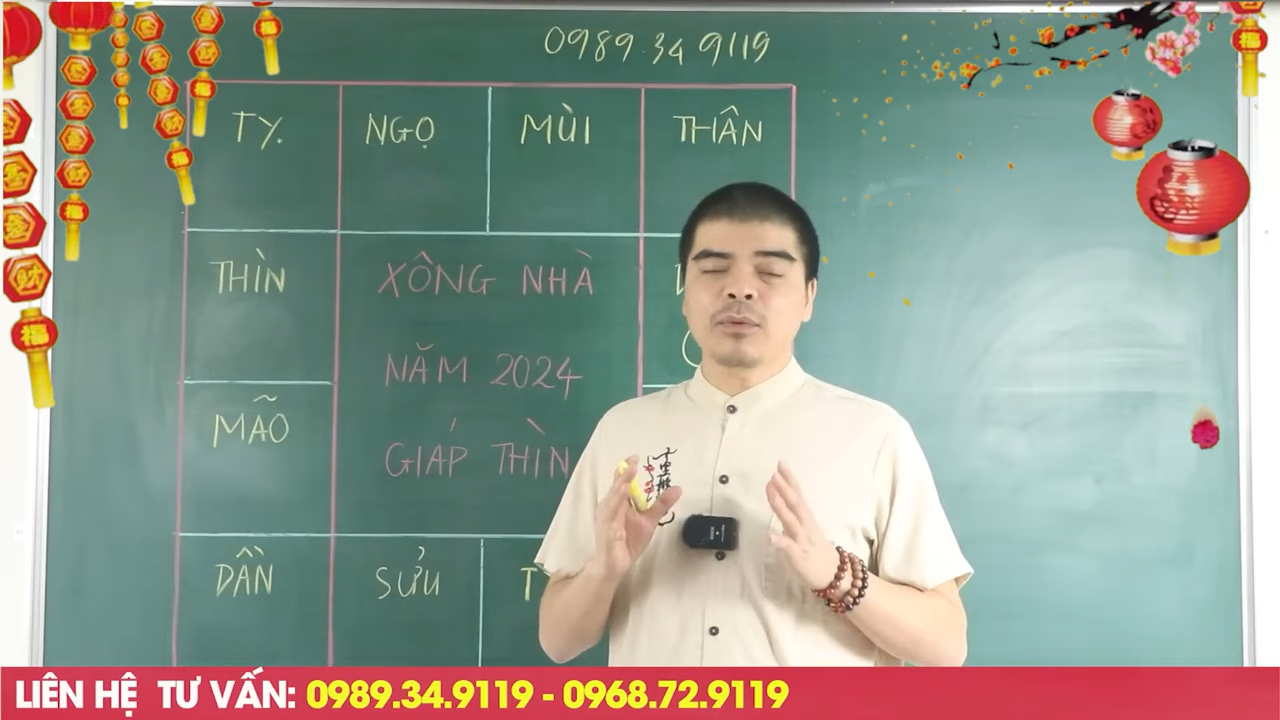 0989.34 9119
TỴ NGỌ MÙI THÂN
THÌN
XÔNG NHÀ
NĂM 2024
MÃO
GIÁP THÌN
DẦN SỬU
LIÊN HỆ TƯ VẤN: 0989.34.9119 - 0968.72.9119